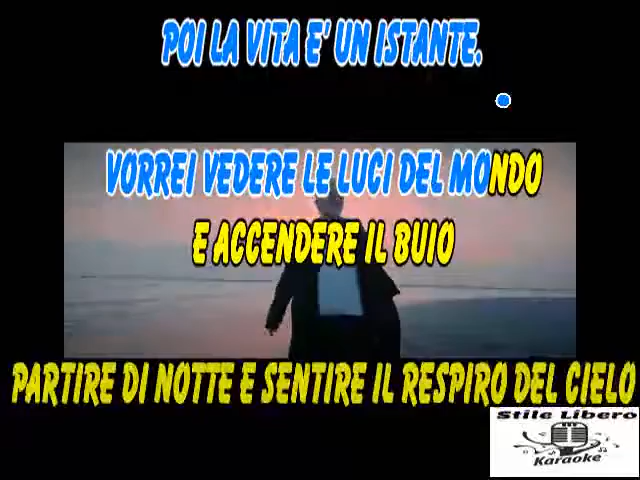 POI LA VITA E' UN ISTANTE.
VORREI VEDERE LE LUCI DEL MONDO
E ACCENDERE IL BUIO
PARTIRE DI NOTTE E SENTIRE IL RESPIRO DEL CIELO
Stile Libero
Karaoke